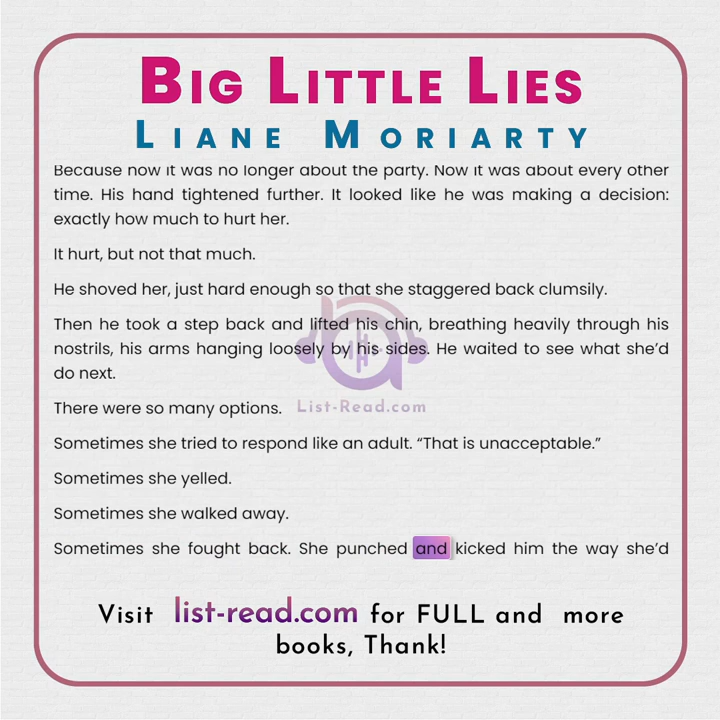 BIG LITTLE LIES
LIANE MORIARTY
Because now it was no longer about the party. Now it was about every other
time. His hand tightened further. It looked like he was making a decision:
exactly how much to hurt her.
It hurt, but not that much.
He shoved her, just hard enough so that she staggered back clumsily.
Then he took a step back and lifted his chin, breathing heavily through his
nostrils, his arms hanging loosely by his sides. He waited to see what she’d
do next.
There were so many options.
List-Read.com
Sometimes she tried to respond like an adult. “That is unacceptable.”
Sometimes she yelled.
Sometimes she walked away.
Sometimes she fought back. She punched and kicked him the way she’d
Visit list-read.com for FULL and more
books, Thank!